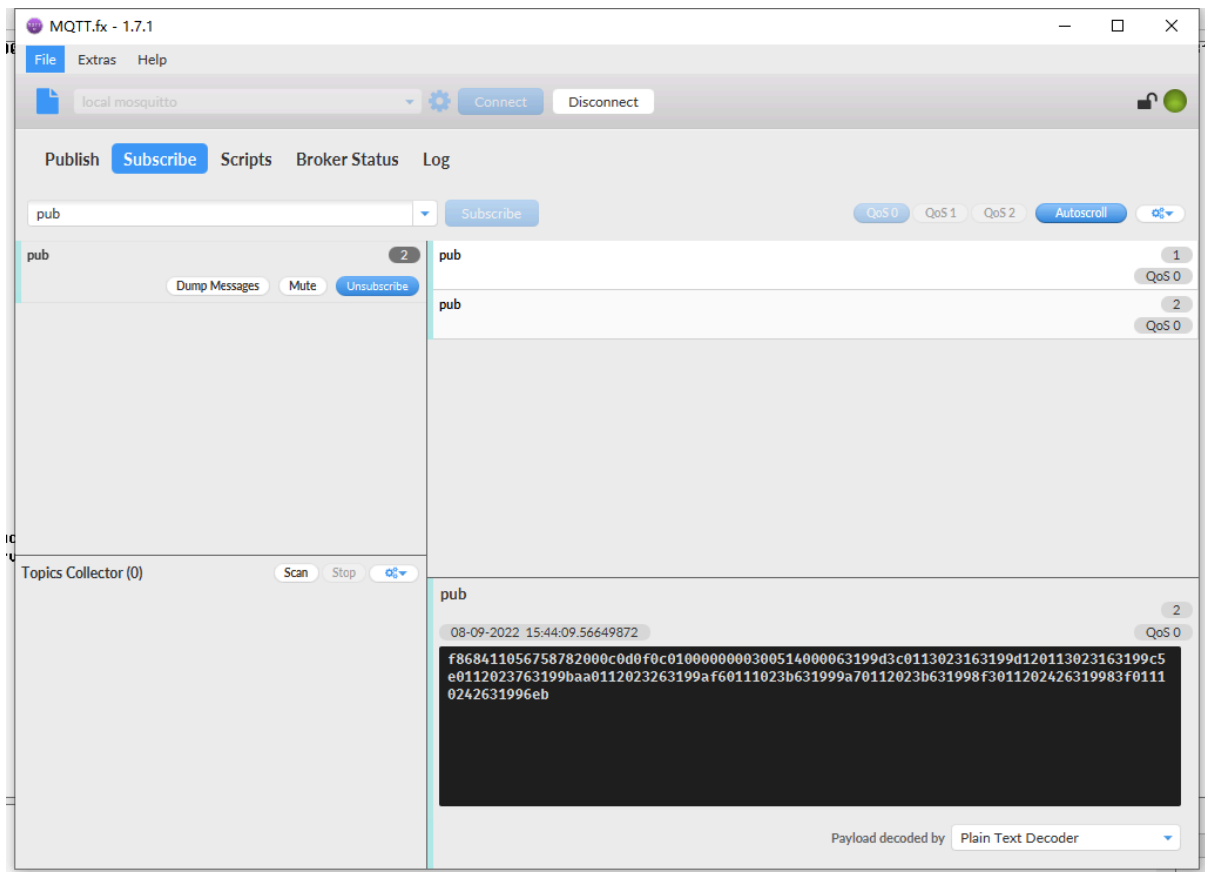 MQTT.fx - 1.7.1
File Extras Help
local mosquitto Connect Disconnect
Publish Subscribe Scripts Broker Status Log
pub Subscribe QoS 0 QoS 1 QoS 2 Autoscroll
pub 2
Dump Messages Mute Unsubscribe
pub 1
QoS 0
pub 2
QoS 0
Topics Collector (0) Scan Stop
pub
2
08-09-2022 15:44:09.56649872 QoS 0
f868411056758782000c0d0f0c0100000000300514000063199d3c0113023163199d120113023163199c5
e0112023763199baa0112023263199af60111023b631999a70112023b631998f3011202426319983f0111
0242631996eb
Payload decoded by Plain Text Decoder